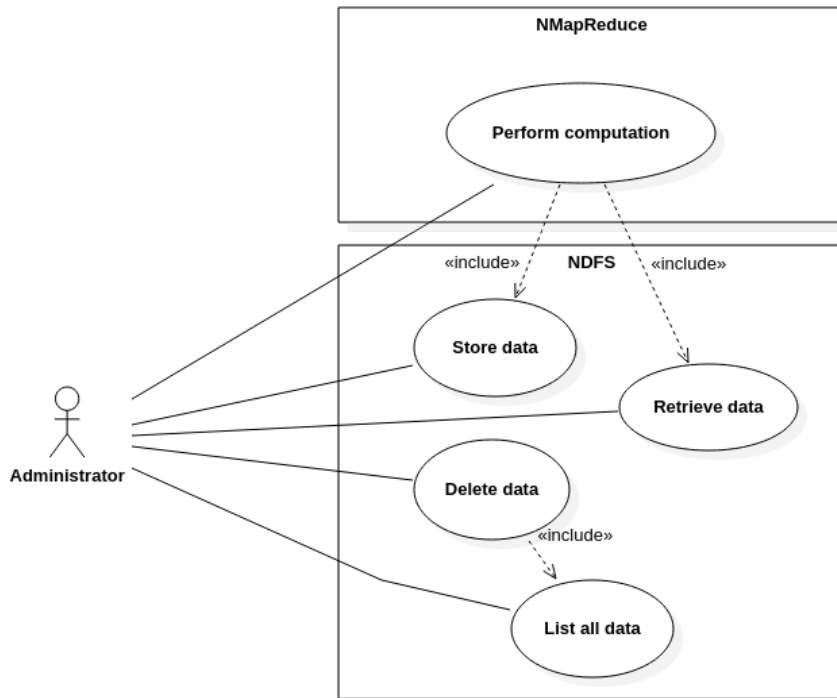 NMapReduce
Perform computation
«include»
NDFS
«include»
Store data
Retrieve data
Administrator
Delete data
«include»
List all data